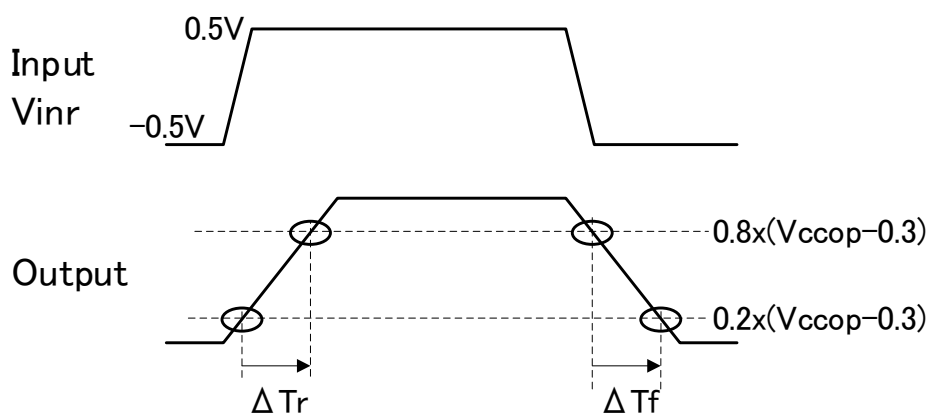 0.5V
Input
Vinr
-0.5V
0.8x(Vccop-0.3)
Output
0.2x(Vccop-0.3)
ΔTr
ΔTf